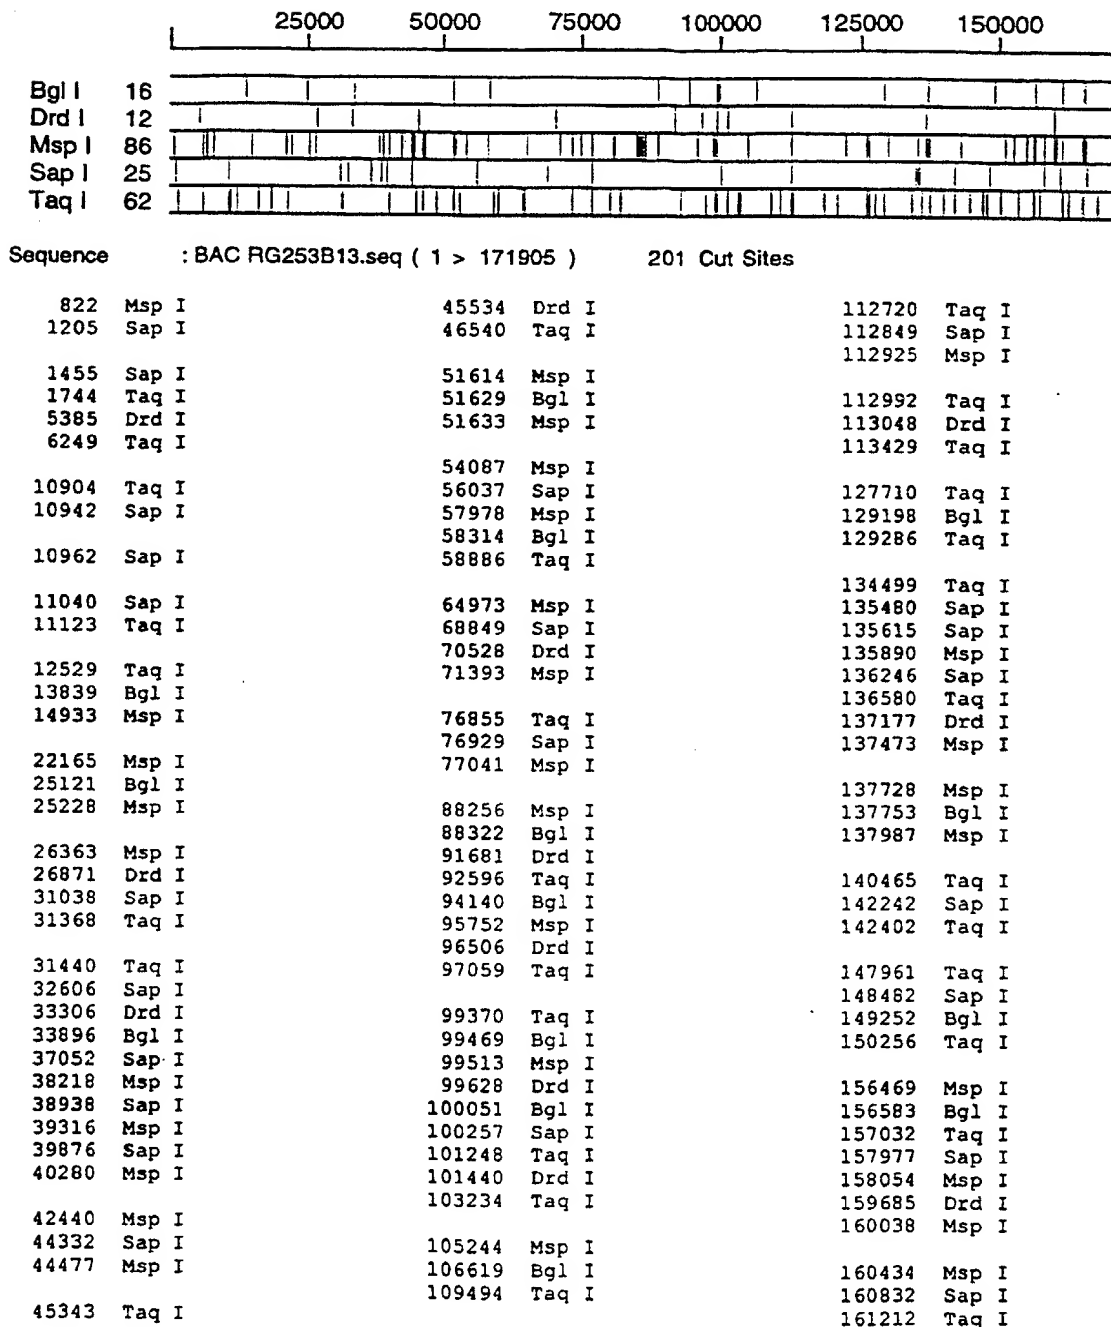 25000 50000 75000 100000 125000 150000
Bgl I 16
Drd I 12
Msp I 86
Sap I 25
Taq I 62
Sequence : BAC RG253B13.seq ( 1 > 171905 ) 201 Cut Sites
822 Msp I
1205 Sap I
1455 Sap I
1744 Taq I
5385 Drd I
6249 Taq I
10904 Taq I
10942 Sap I
10962 Sap I
11040 Sap I
11123 Taq I
12529 Taq I
13839 Bgl I
14933 Msp I
22165 Msp I
25121 Bgl I
25228 Msp I
26363 Msp I
26871 Drd I
31038 Sap I
31368 Taq I
31440 Taq I
32606 Sap I
33306 Drd I
33896 Bgl I
37052 Sap I
38218 Msp I
38938 Sap I
39316 Msp I
39876 Sap I
40280 Msp I
42440 Msp I
44332 Sap I
44477 Msp I
45343 Taq I
45534 Drd I
46540 Taq I
51614 Msp I
51629 Bgl I
51633 Msp I
54087 Msp I
56037 Sap I
57978 Msp I
58314 Bgl I
58886 Taq I
64973 Msp I
68849 Sap I
70528 Drd I
71393 Msp I
76855 Taq I
76929 Sap I
77041 Msp I
88256 Msp I
88322 Bgl I
91681 Drd I
92596 Taq I
94140 Bgl I
95752 Msp I
96506 Drd I
97059 Taq I
99370 Taq I
99469 Bgl I
99513 Msp I
99628 Drd I
100051 Bgl I
100257 Sap I
101248 Taq I
101440 Drd I
103234 Taq I
105244 Msp I
106619 Bgl I
109494 Taq I
112720 Taq I
112849 Sap I
112925 Msp I
112992 Taq I
113048 Drd I
113429 Taq I
127710 Taq I
129198 Bgl I
129286 Taq I
134499 Taq I
135480 Sap I
135615 Sap I
135890 Msp I
136246 Sap I
136580 Taq I
137177 Drd I
137473 Msp I
137728 Msp I
137753 Bgl I
137987 Msp I
140465 Taq I
142242 Sap I
142402 Taq I
147961 Taq I
148482 Sap I
149252 Bgl I
150256 Taq I
156469 Msp I
156583 Bgl I
157032 Taq I
157977 Sap I
158054 Msp I
159685 Drd I
160038 Msp I
160434 Msp I
160832 Sap I
161212 Taq I